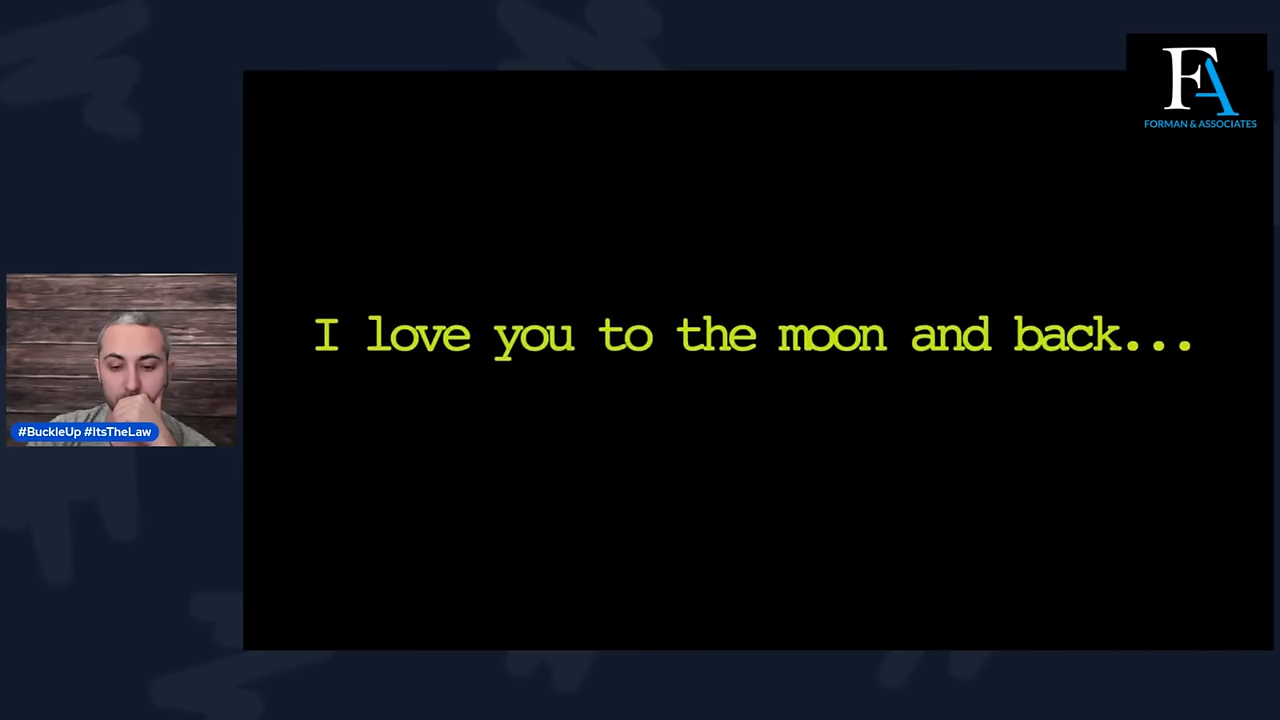 FA
FORMAN & ASSOCIATES
I love you to the moon and back...
#BuckleUp #ItsTheLaw